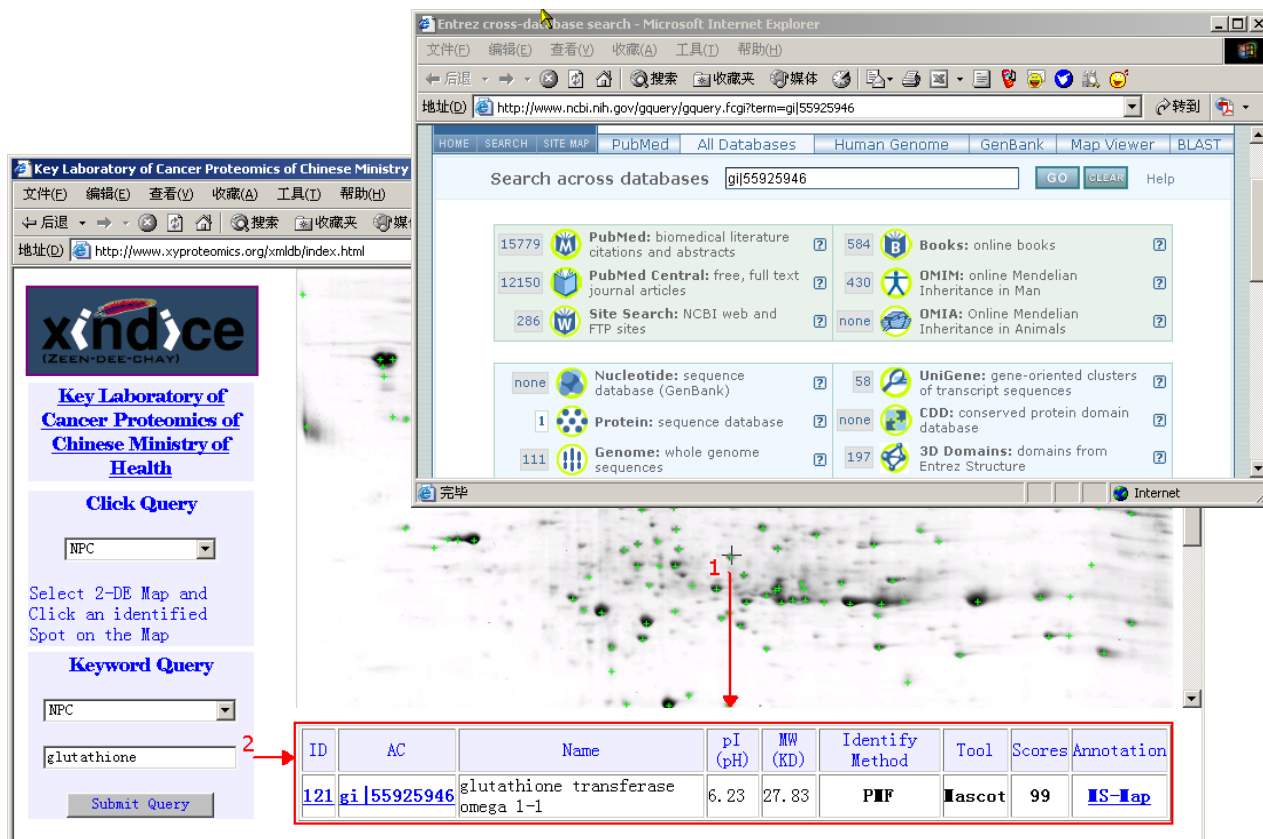 Entrez cross-database search - Microsoft Internet Explorer
文件(F) 编辑(E) 查看(V) 收藏(A) 工具(T) 帮助(H)
后退 搜索 收藏夹 媒体
地址(D) http://www.ncbi.nih.gov/gquery/gquery.fcgi?term=gi|55925946 转到
HOME SEARCH SITE MAP PubMed All Databases Human Genome GenBank Map Viewer BLAST
Search across databases gi|55925946 GO CLEAR Help
15779 PubMed: biomedical literature citations and abstracts ?
584 Books: online books ?
12150 PubMed Central: free, full text journal articles ?
430 OMIM: online Mendelian Inheritance in Man ?
286 Site Search: NCBI web and FTP sites ?
none OMIA: Online Mendelian Inheritance in Animals ?
none Nucleotide: sequence database (GenBank) ?
58 UniGene: gene-oriented clusters of transcript sequences ?
1 Protein: sequence database ?
none CDD: conserved protein domain database ?
111 Genome: whole genome sequences ?
197 3D Domains: domains from Entrez Structure ?
完毕 Internet
Key Laboratory of Cancer Proteomics of Chinese Ministry
文件(F) 编辑(E) 查看(V) 收藏(A) 工具(T) 帮助(H)
后退 搜索 收藏夹 媒
地址(D) http://www.xyproteomics.org/xmldb/index.html
xindice
(ZEEN-DEE-CHAY)
Key Laboratory of
Cancer Proteomics of
Chinese Ministry of
Health
Click Query
NPC
Select 2-DE Map and
Click an identified
Spot on the Map
Keyword Query
NPC
glutathione
Submit Query
1
2
ID AC Name pI (pH) MW (KD) Identify Method Tool Scores Annotation
121 gi|55925946 glutathione transferase omega 1-1 6.23 27.83 PMF Mascot 99 MS-Map